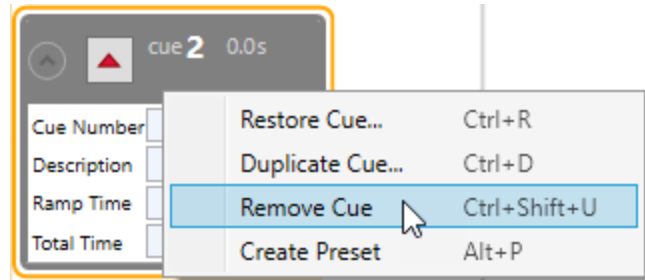 cue 2 0.0s
Cue Number
Description
Ramp Time
Total Time
Restore Cue... Ctrl+R
Duplicate Cue... Ctrl+D
Remove Cue Ctrl+Shift+U
Create Preset Alt+P